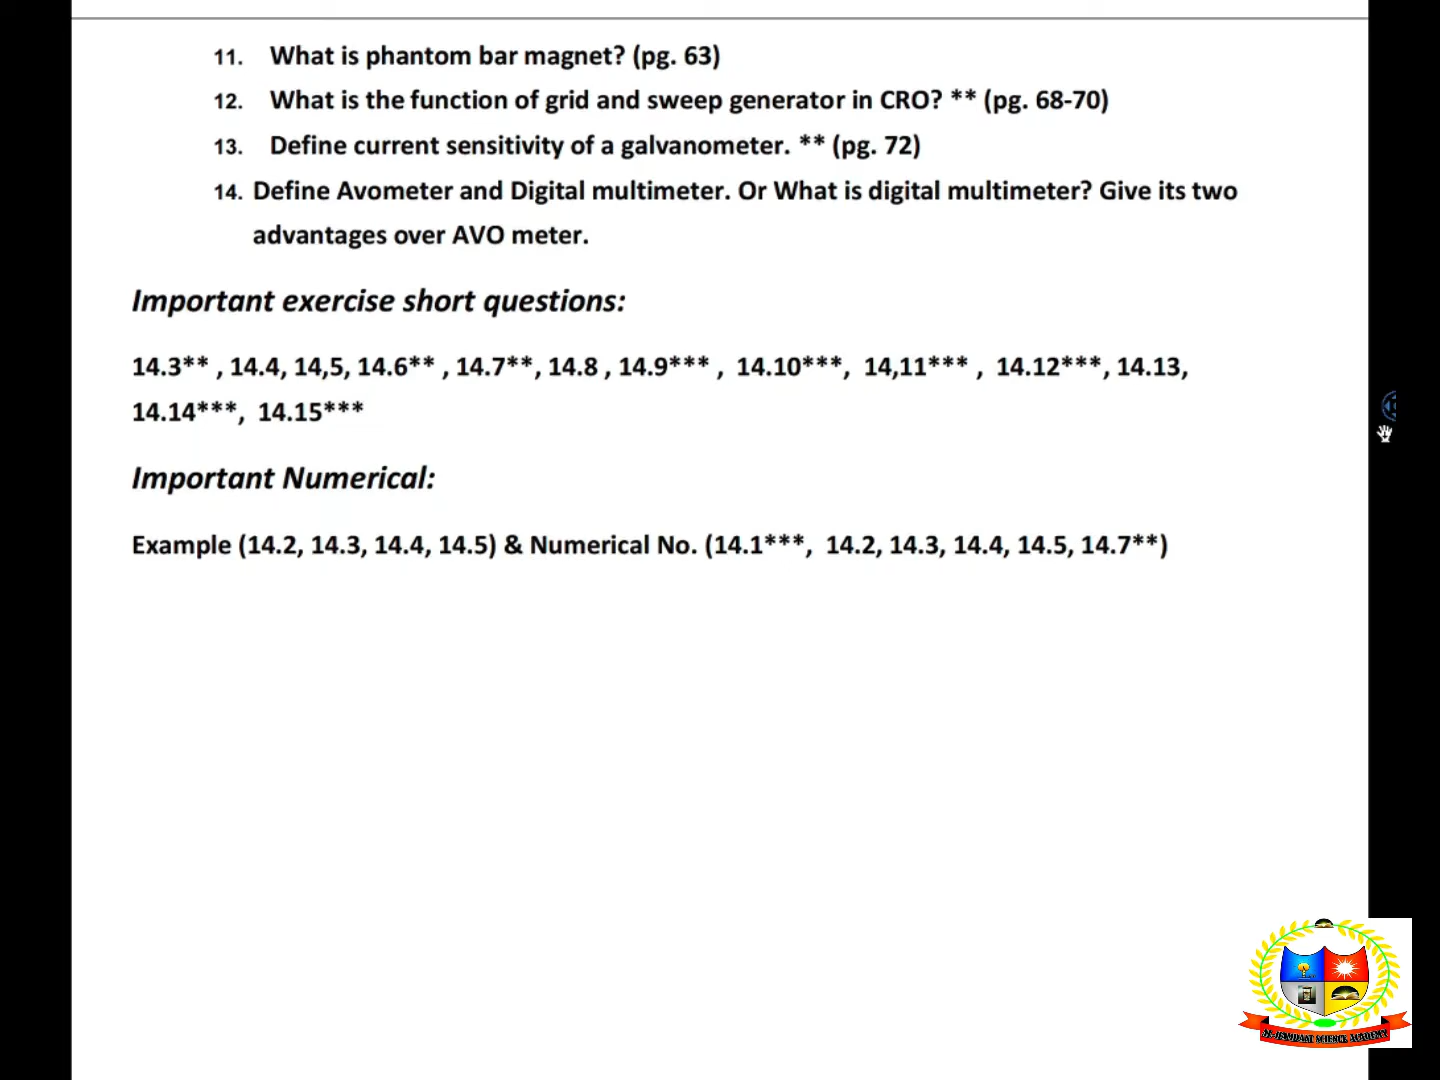 11. What is phantom bar magnet? (pg. 63)
12. What is the function of grid and sweep generator in CRO? ** (pg. 68-70)
13. Define current sensitivity of a galvanometer. ** (pg. 72)
14. Define Avometer and Digital multimeter. Or What is digital multimeter? Give its two
advantages over AVO meter.
Important exercise short questions:
14.3** , 14.4, 14,5, 14.6** , 14.7**, 14.8 , 14.9*** , 14.10***, 14,11*** , 14.12***, 14.13,
14.14***, 14.15***
Important Numerical:
Example (14.2, 14.3, 14.4, 14.5) & Numerical No. (14.1***, 14.2, 14.3, 14.4, 14.5, 14.7**)
SCIENCE ACADEMY